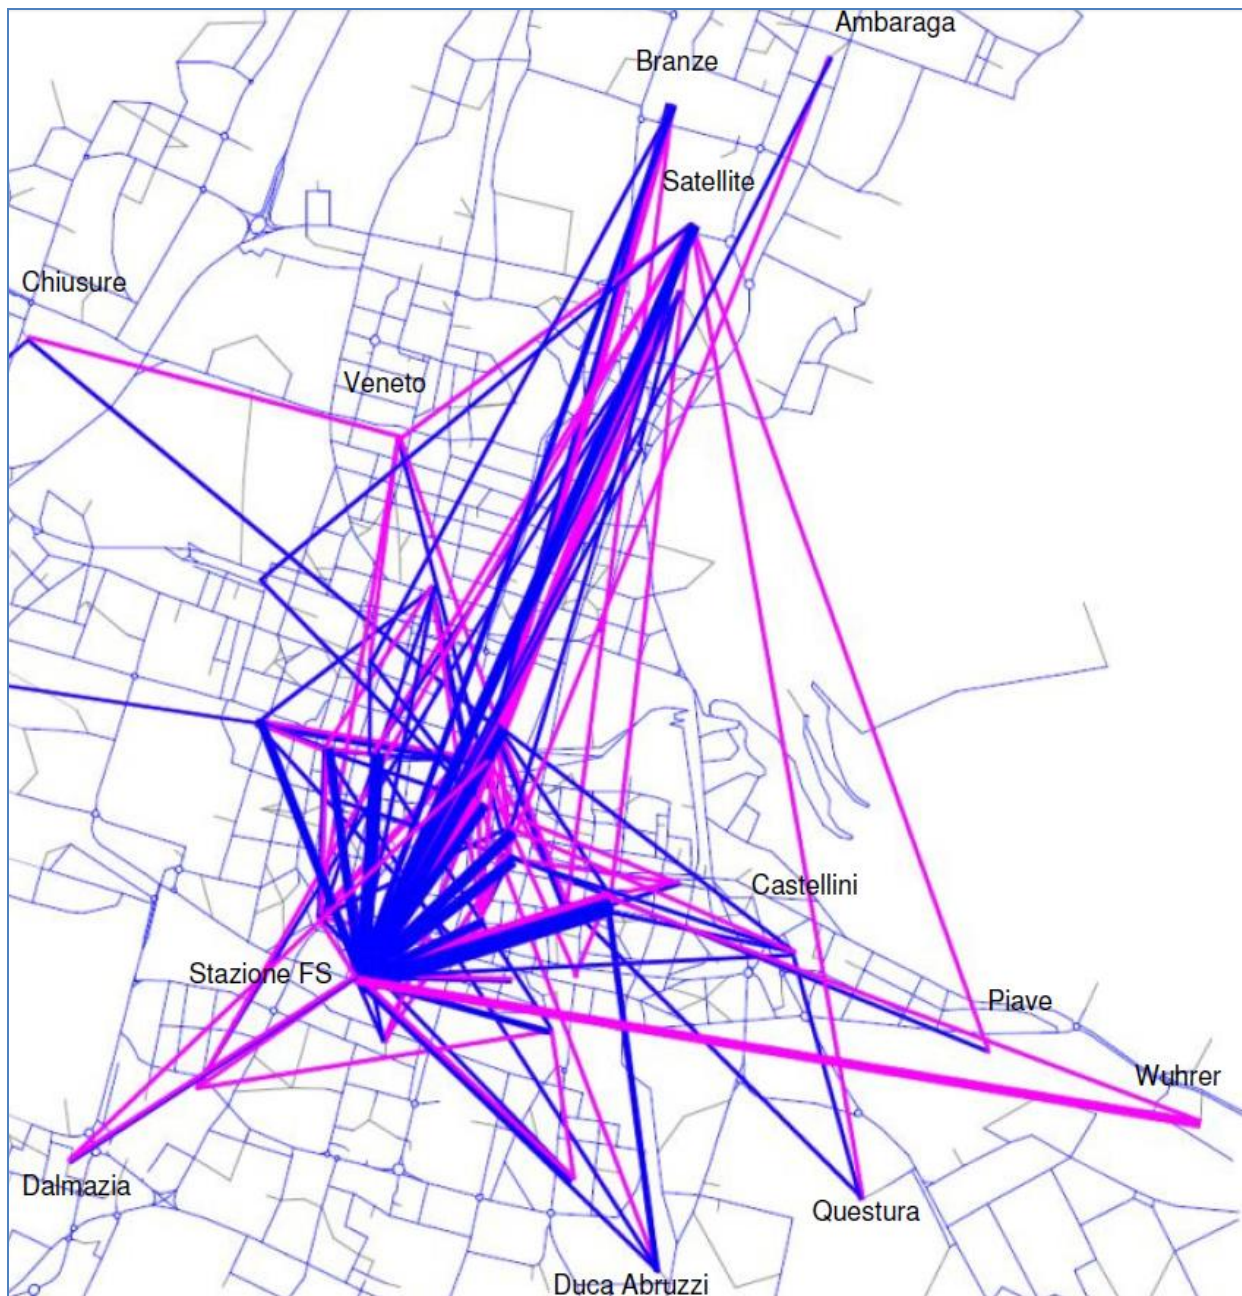 Ambaraga
Branze
Satellite
Chiusure
Veneto
Castellini
Stazione FS
Piave
Wuhrer
Dalmazia
Questura
Duca Abruzzi